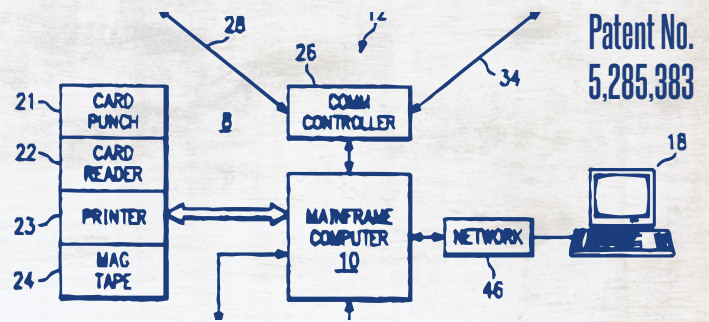 Patent No.
5,285,383
28
12
26
34
21
CARD
PUNCH
8
COMM
CONTROLLER
22
CARD
READER
18
23
PRINTER
MAINFRAME
COMPUTER
10
NETWORK
46
24
MAG
TAPE